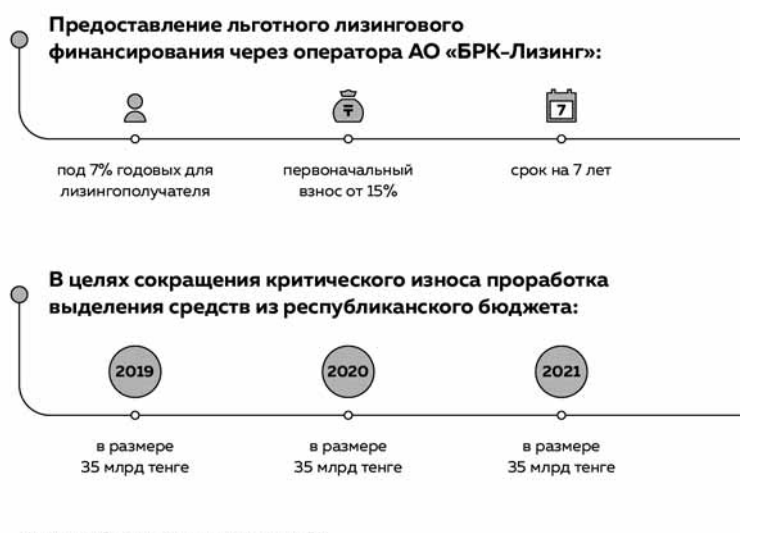 Предоставление льготного лизингового
финансирования через оператора АО «БРК-Лизинг»:
₸
7
под 7% годовых для
лизингополучателя
первоначальный
взнос от 15%
срок на 7 лет
В целях сокращения критического износа проработка
выделения средств из республиканского бюджета:
2019
2020
2021
в размере
35 млрд тенге
в размере
35 млрд тенге
в размере
35 млрд тенге